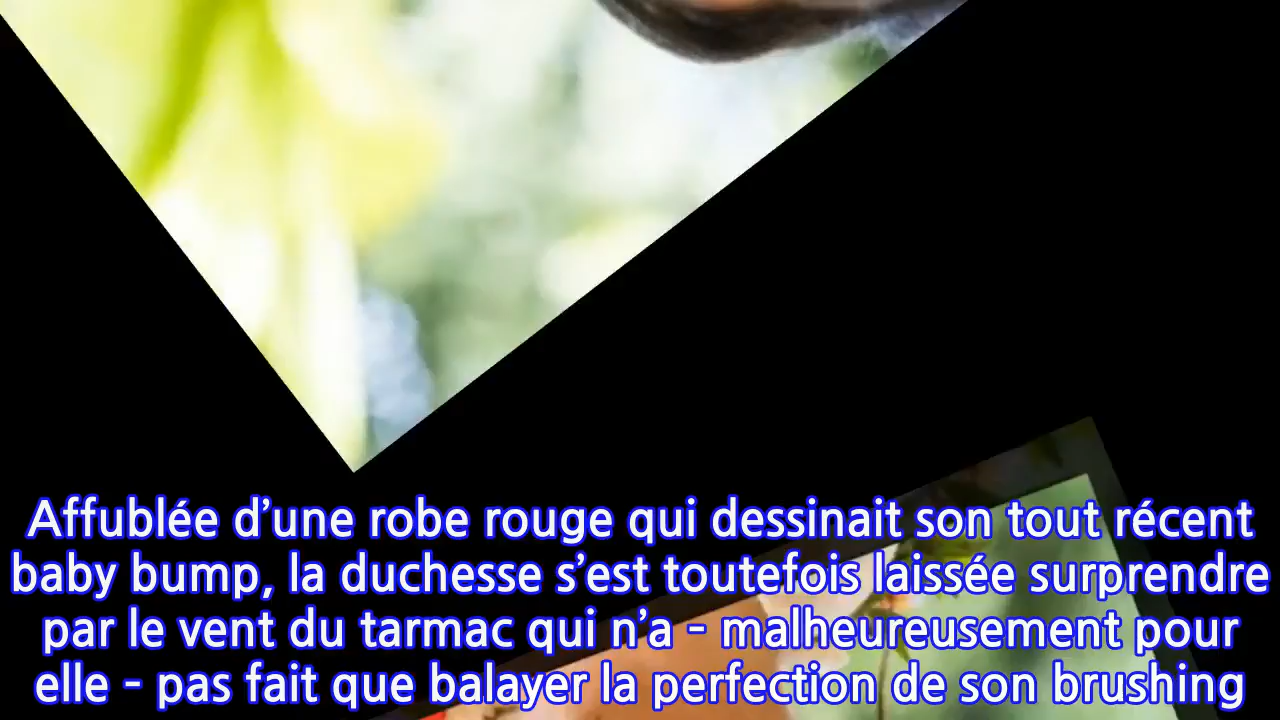 Affublée d’une robe rouge qui dessinait son tout récent
baby bump, la duchesse s’est toutefois laissée surprendre
par le vent du tarmac qui n’a - malheureusement pour
elle - pas fait que balayer la perfection de son brushing